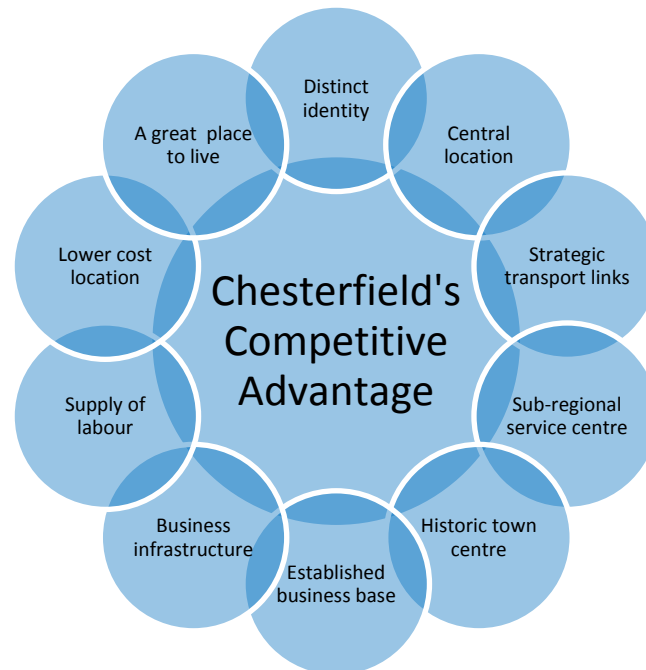 Distinct
identity
Central
location
Strategic
transport links
Sub-regional
service centre
Historic town
centre
Established
business base
Business
infrastructure
Supply of
labour
Lower cost
location
A great place
to live
Chesterfield's
Competitive
Advantage